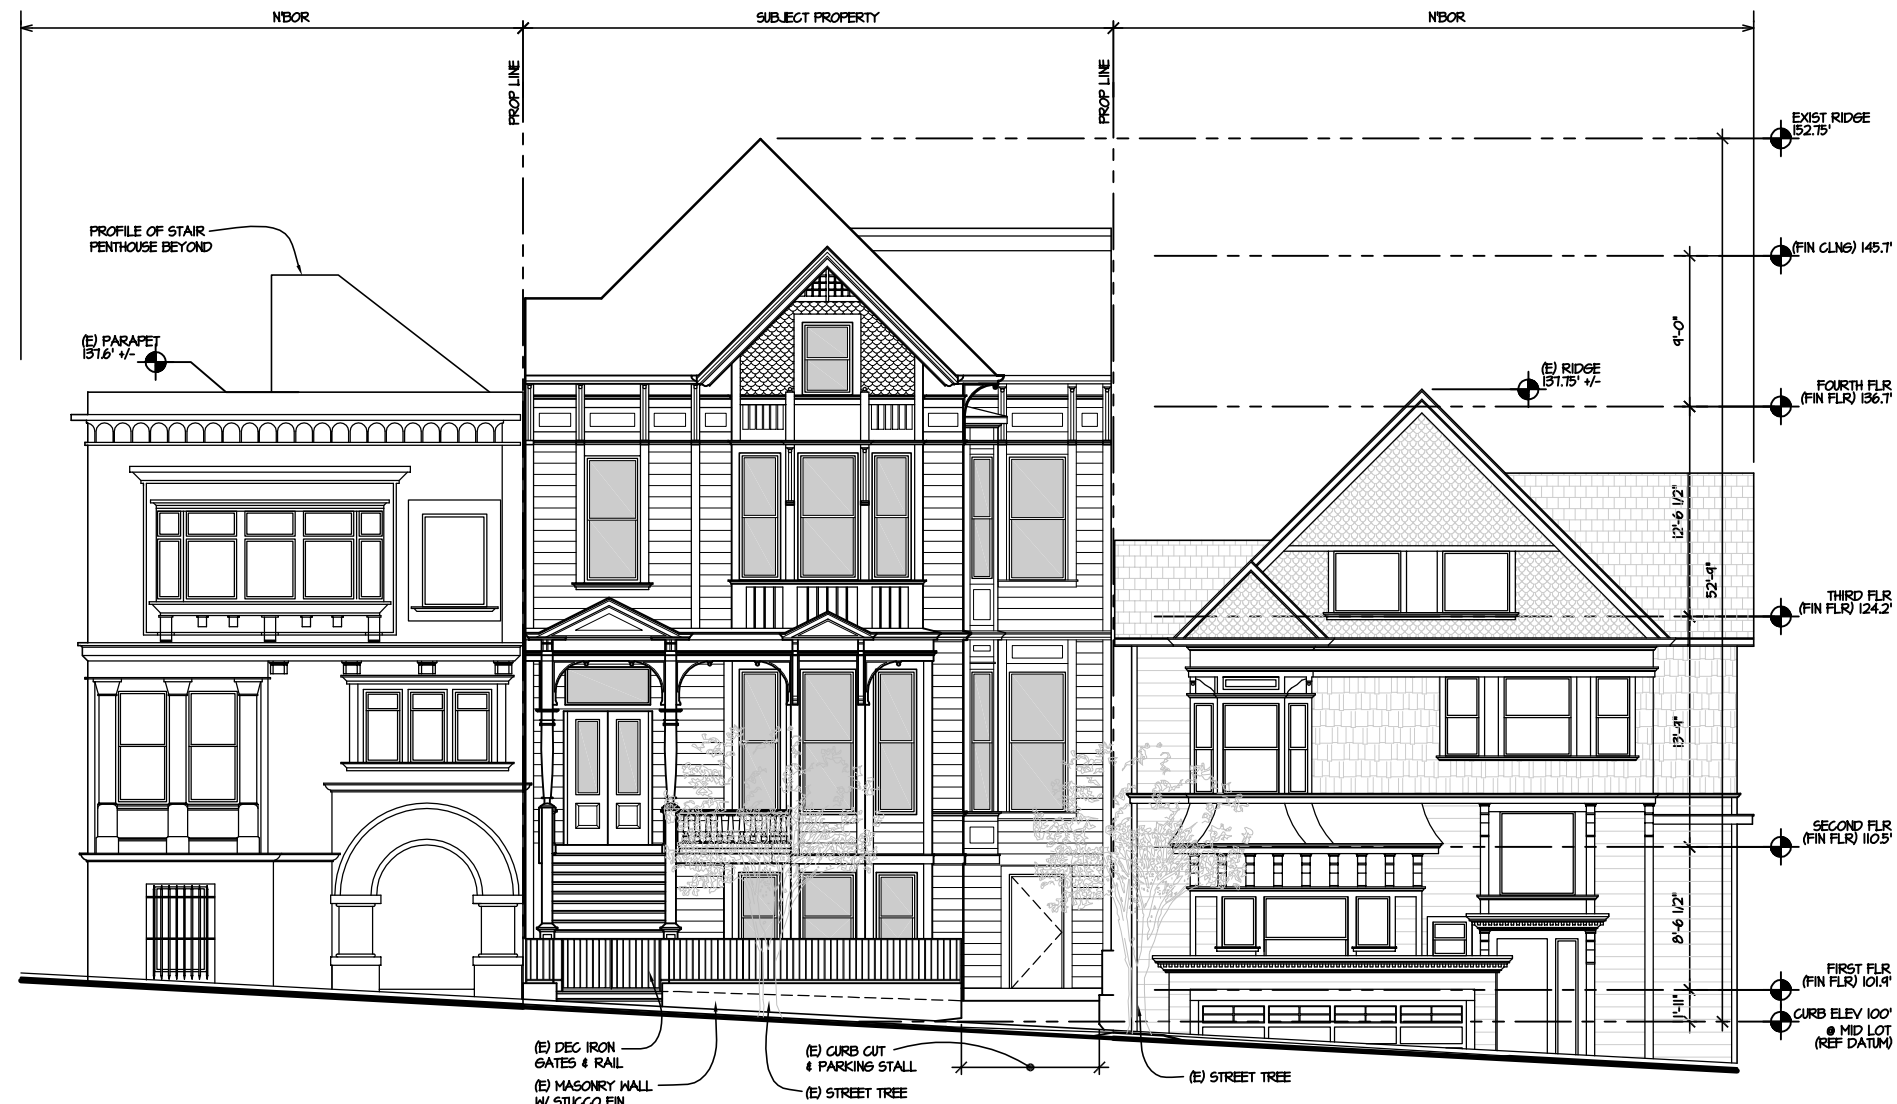 N'BOR
SUBJECT PROPERTY
N'BOR
PROP LINE
PROP LINE
EXIST RIDGE
152.75'
PROFILE OF STAIR
PENTHOUSE BEYOND
(FIN CLNG) 145.7'
9'-0"
(E) PARAPET
137.6' +/-
(E) RIDGE
137.75' +/-
FOURTH FLR
(FIN FLR) 136.7'
12'-6 1/2"
52'-9"
THIRD FLR
(FIN FLR) 124.2'
13'-9"
SECOND FLR
(FIN FLR) 110.5'
8'-6 1/2"
FIRST FLR
(FIN FLR) 101.9'
1'-11"
CURB ELEV 100'
@ MID LOT
(REF DATUM)
(E) DEC IRON
GATES & RAIL
(E) MASONRY WALL
W/ STUCCO FIN
(E) CURB CUT
& PARKING STALL
(E) STREET TREE
(E) STREET TREE